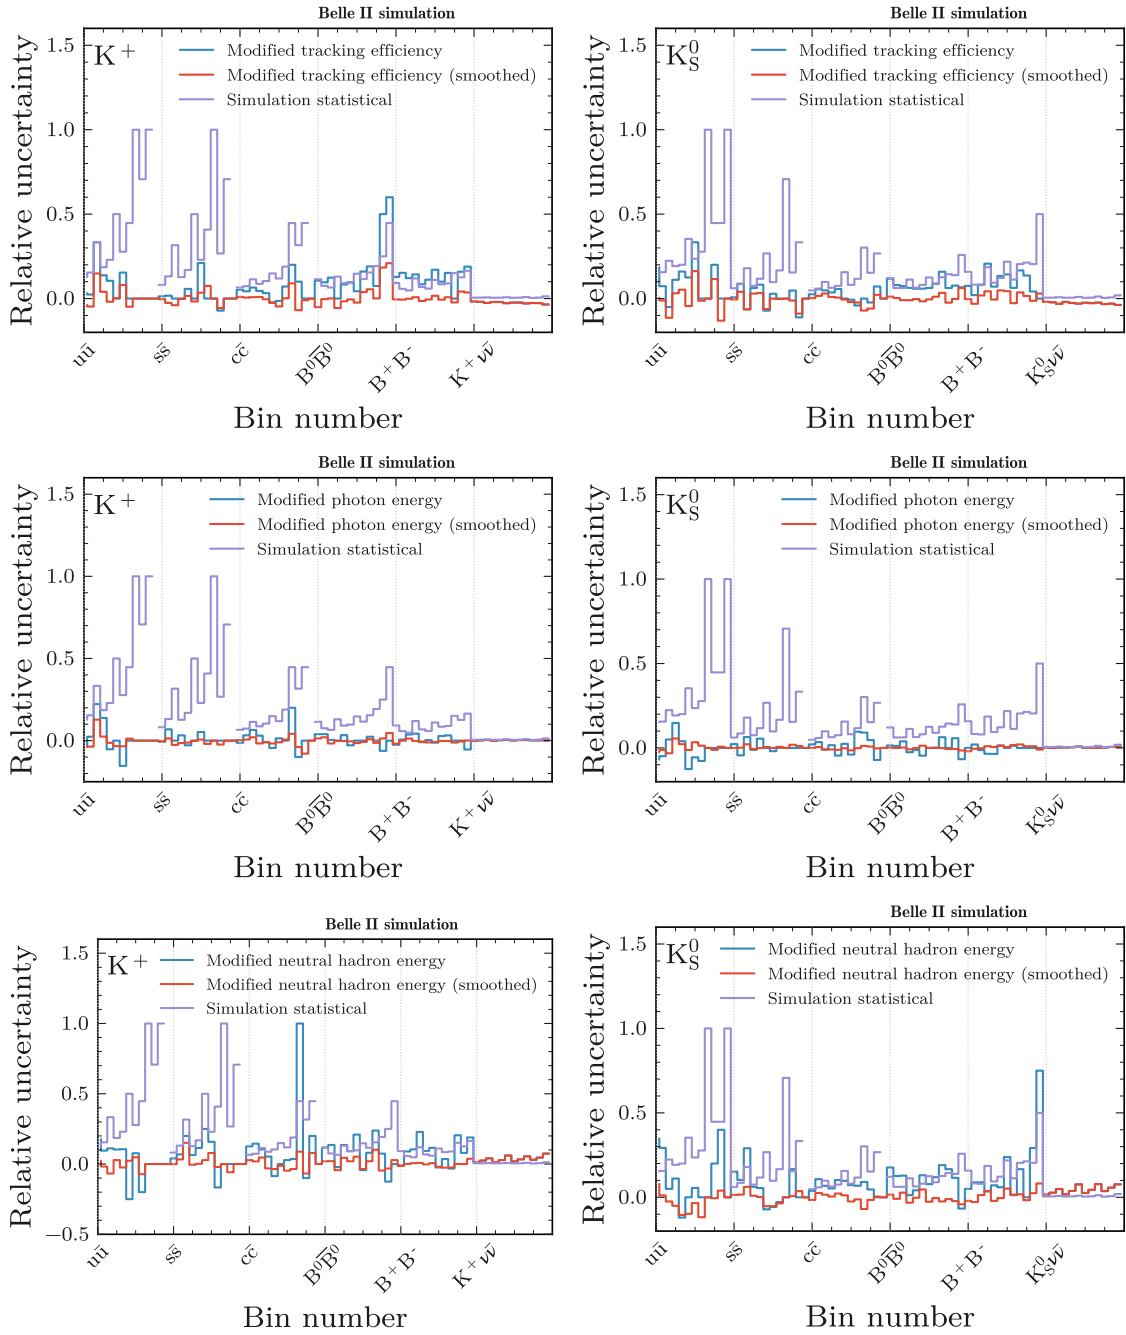 Belle II simulation
K⁺
Modified tracking efficiency
Modified tracking efficiency (smoothed)
Simulation statistical
Relative uncertainty
1.5
1.0
0.5
0.0
uū
ss̄
cc̄
B⁰B̄⁰
B⁺B⁻
K⁺νν̄
Bin number
Belle II simulation
K⁰_S
Modified tracking efficiency
Modified tracking efficiency (smoothed)
Simulation statistical
Relative uncertainty
1.5
1.0
0.5
0.0
uū
ss̄
cc̄
B⁰B̄⁰
B⁺B⁻
K⁰_Sνν̄
Bin number
Belle II simulation
K⁺
Modified photon energy
Modified photon energy (smoothed)
Simulation statistical
Relative uncertainty
1.5
1.0
0.5
0.0
uū
ss̄
cc̄
B⁰B̄⁰
B⁺B⁻
K⁺νν̄
Bin number
Belle II simulation
K⁰_S
Modified photon energy
Modified photon energy (smoothed)
Simulation statistical
Relative uncertainty
1.5
1.0
0.5
0.0
uū
ss̄
cc̄
B⁰B̄⁰
B⁺B⁻
K⁰_Sνν̄
Bin number
Belle II simulation
K⁺
Modified neutral hadron energy
Modified neutral hadron energy (smoothed)
Simulation statistical
Relative uncertainty
1.5
1.0
0.5
0.0
−0.5
uū
ss̄
cc̄
B⁰B̄⁰
B⁺B⁻
K⁺νν̄
Bin number
Belle II simulation
K⁰_S
Modified neutral hadron energy
Modified neutral hadron energy (smoothed)
Simulation statistical
Relative uncertainty
1.5
1.0
0.5
0.0
uū
ss̄
cc̄
B⁰B̄⁰
B⁺B⁻
K⁰_Sνν̄
Bin number